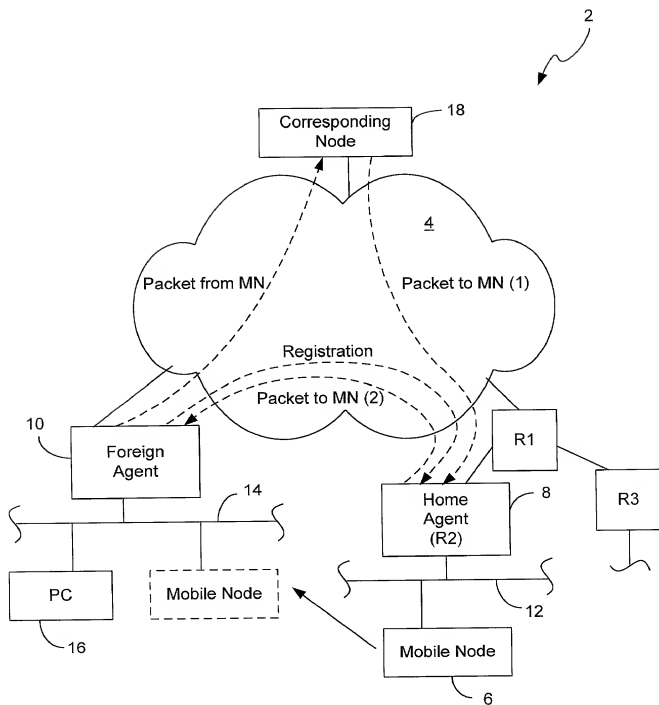 2
Corresponding
Node
18
4
Packet from MN
Packet to MN (1)
Registration
Packet to MN (2)
10
Foreign
Agent
R1
14
Home
Agent
(R2)
8
R3
PC
Mobile Node
12
16
Mobile Node
6